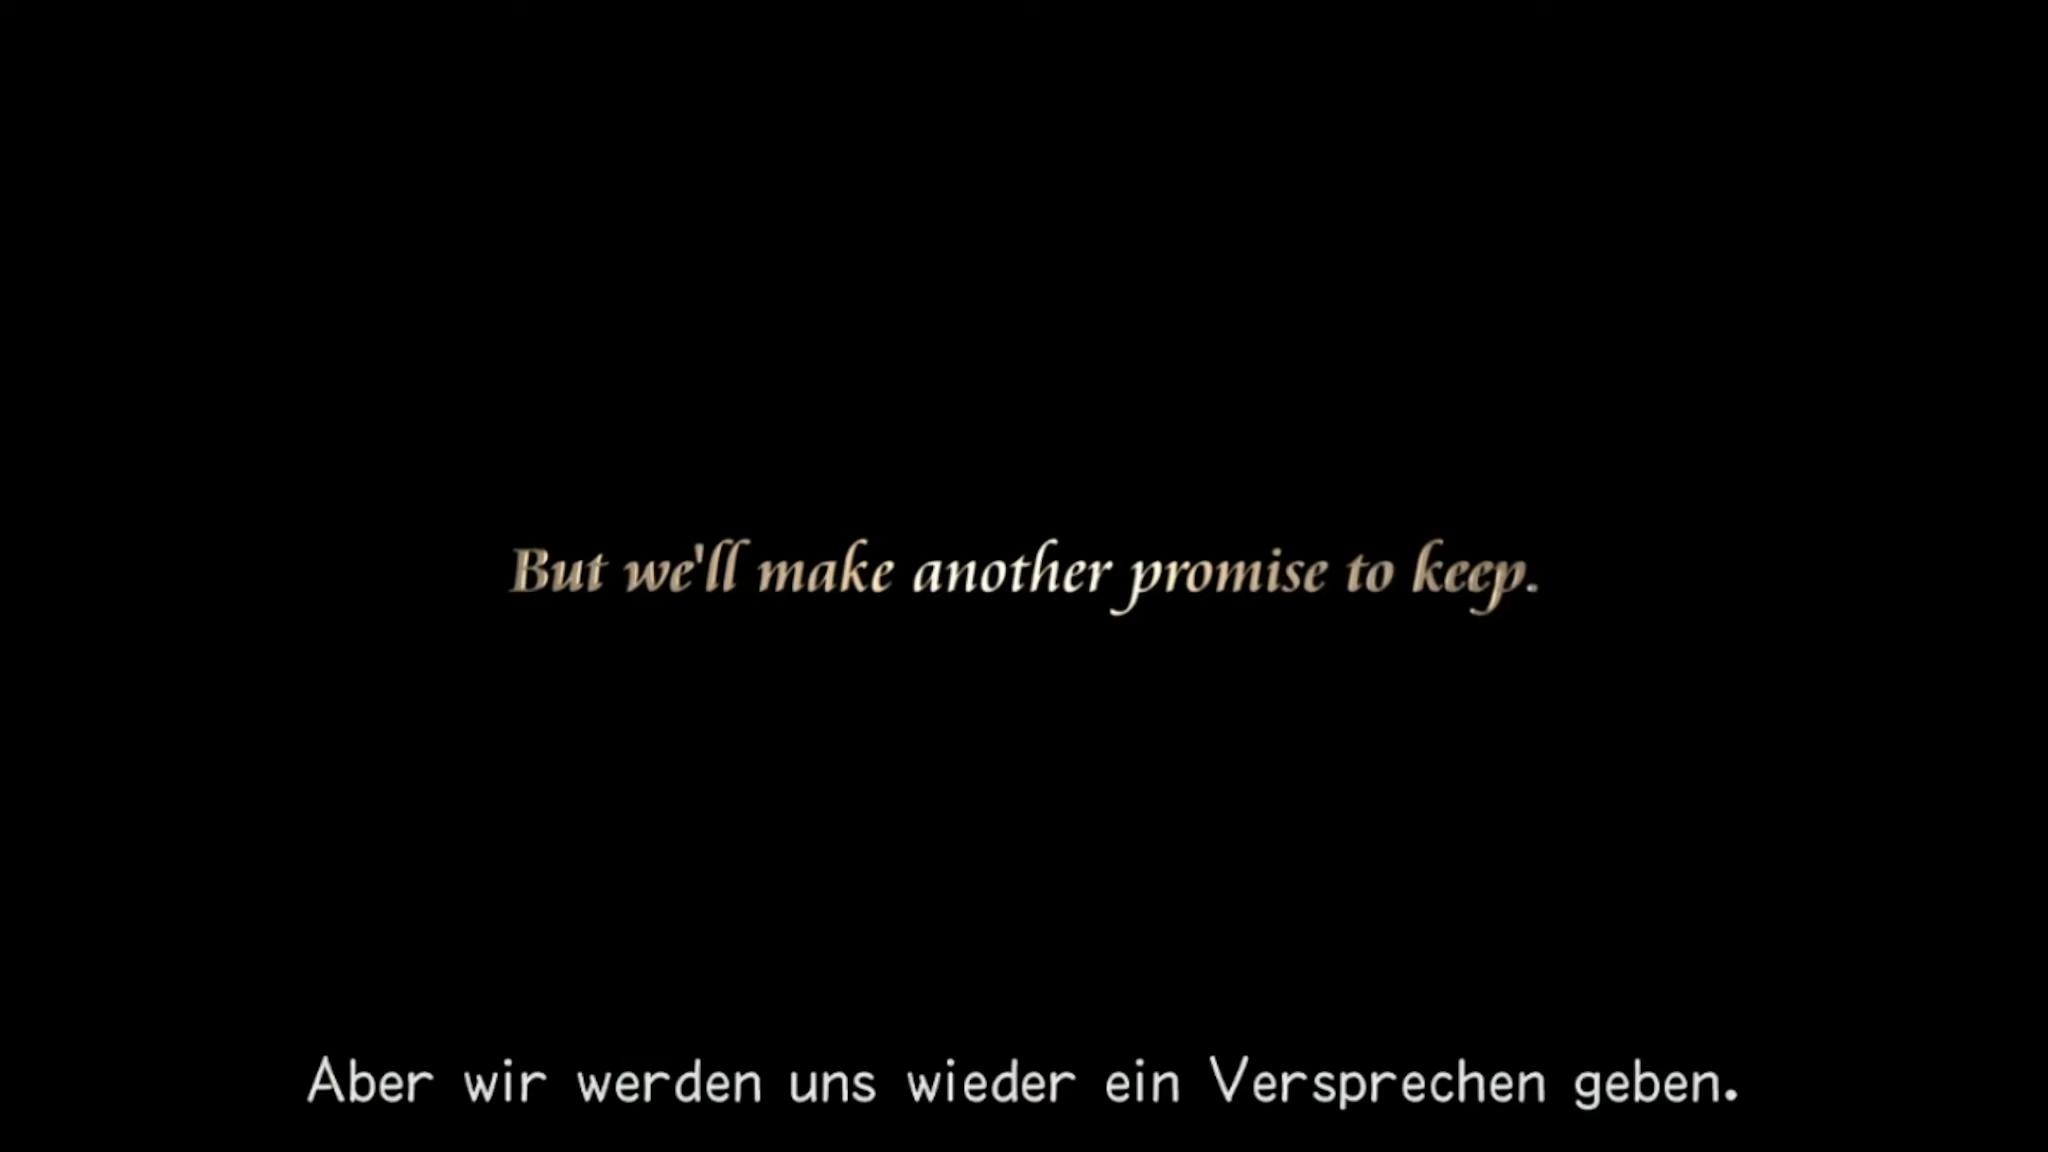 But we'll make another promise to keep.
Aber wir werden uns wieder ein Versprechen geben.